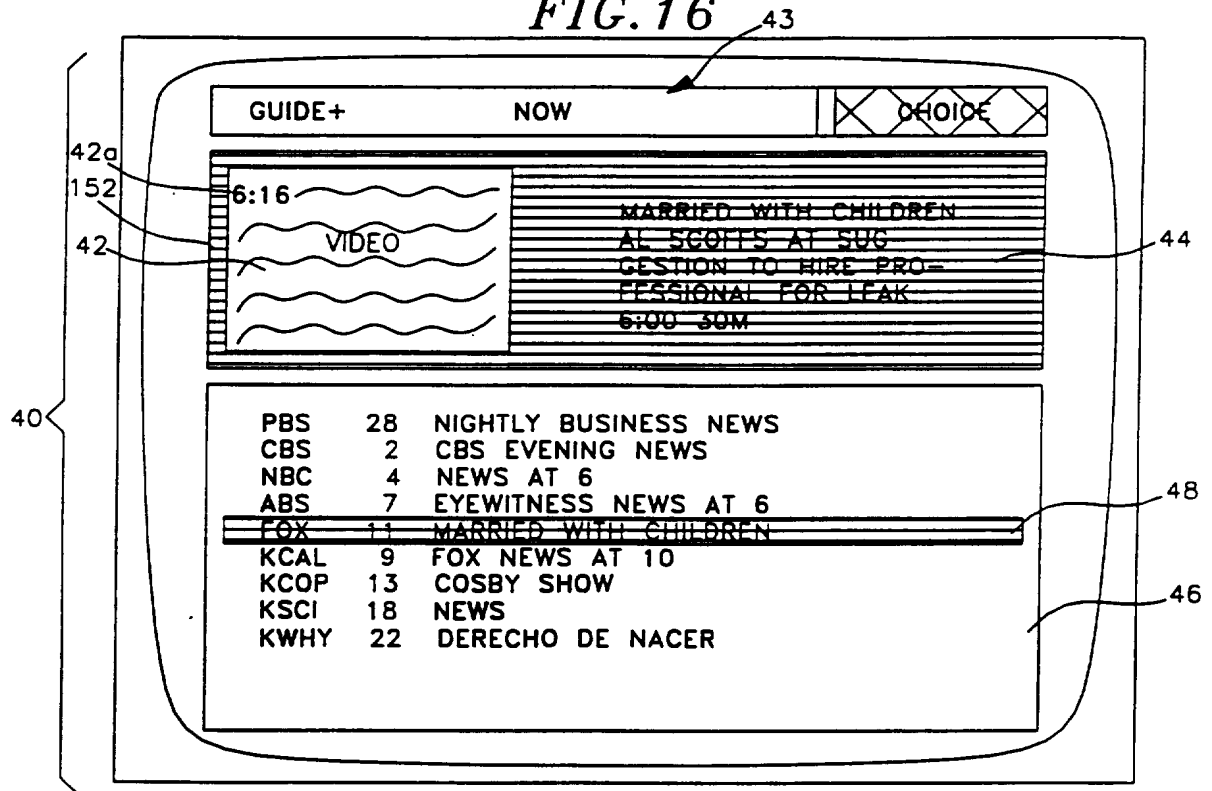 FIG. 16
43
GUIDE+ NOW CHOICE
42a
152
42
6:16
VIDEO
MARRIED WITH CHILDREN
AL SCOFFS AT SUG-
GESTION TO HIRE PRO-
FESSIONAL FOR LEAK
6:00 30M
44
40
PBS 28 NIGHTLY BUSINESS NEWS
CBS 2 CBS EVENING NEWS
NBC 4 NEWS AT 6
ABS 7 EYEWITNESS NEWS AT 6
FOX 11 MARRIED WITH CHILDREN
KCAL 9 FOX NEWS AT 10
KCOP 13 COSBY SHOW
KSCI 18 NEWS
KWHY 22 DERECHO DE NACER
48
46